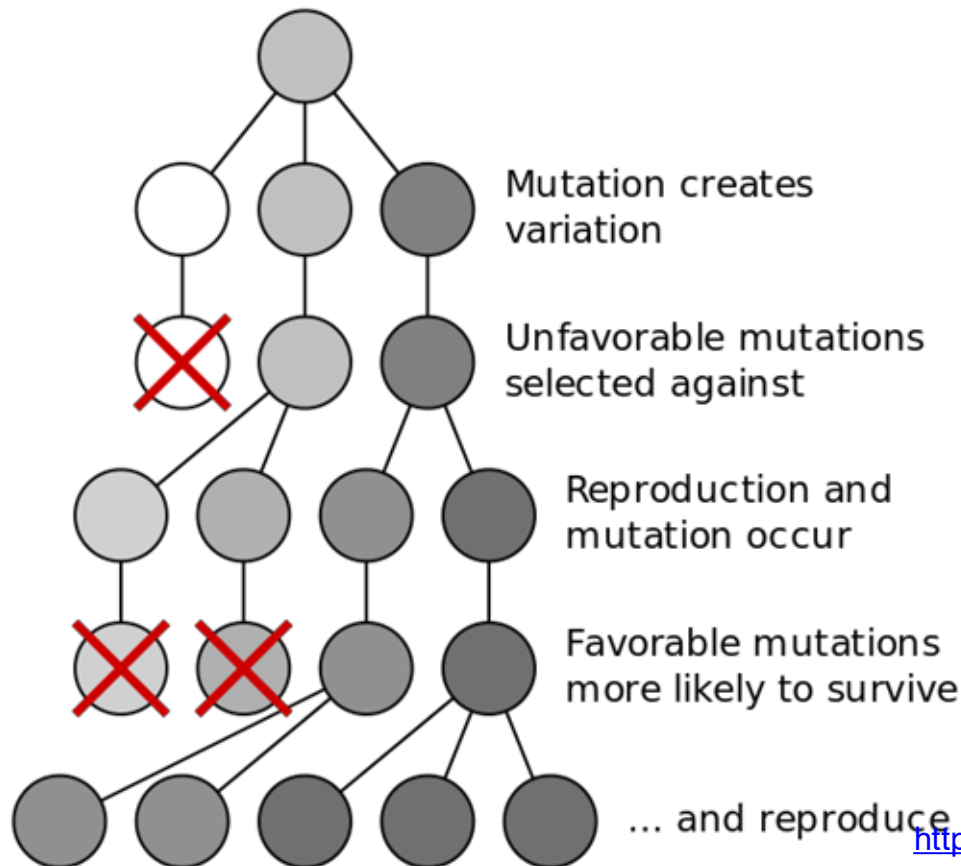 Mutation creates
variation
Unfavorable mutations
selected against
Reproduction and
mutation occur
Favorable mutations
more likely to survive
... and reproduce
http